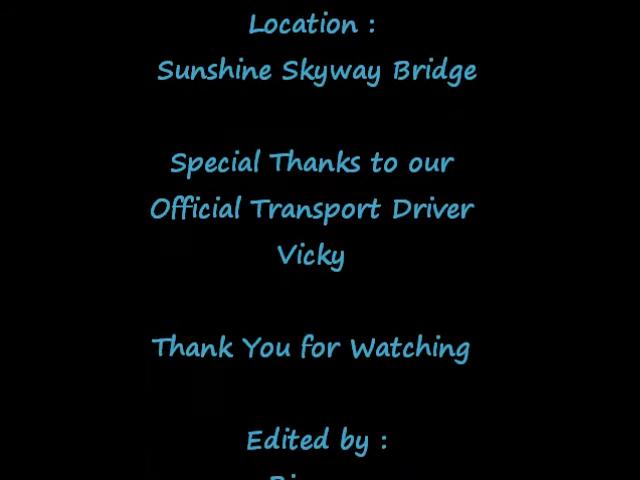 Location :
Sunshine Skyway Bridge
Special Thanks to our
Official Transport Driver
Vicky
Thank You for Watching
Edited by :